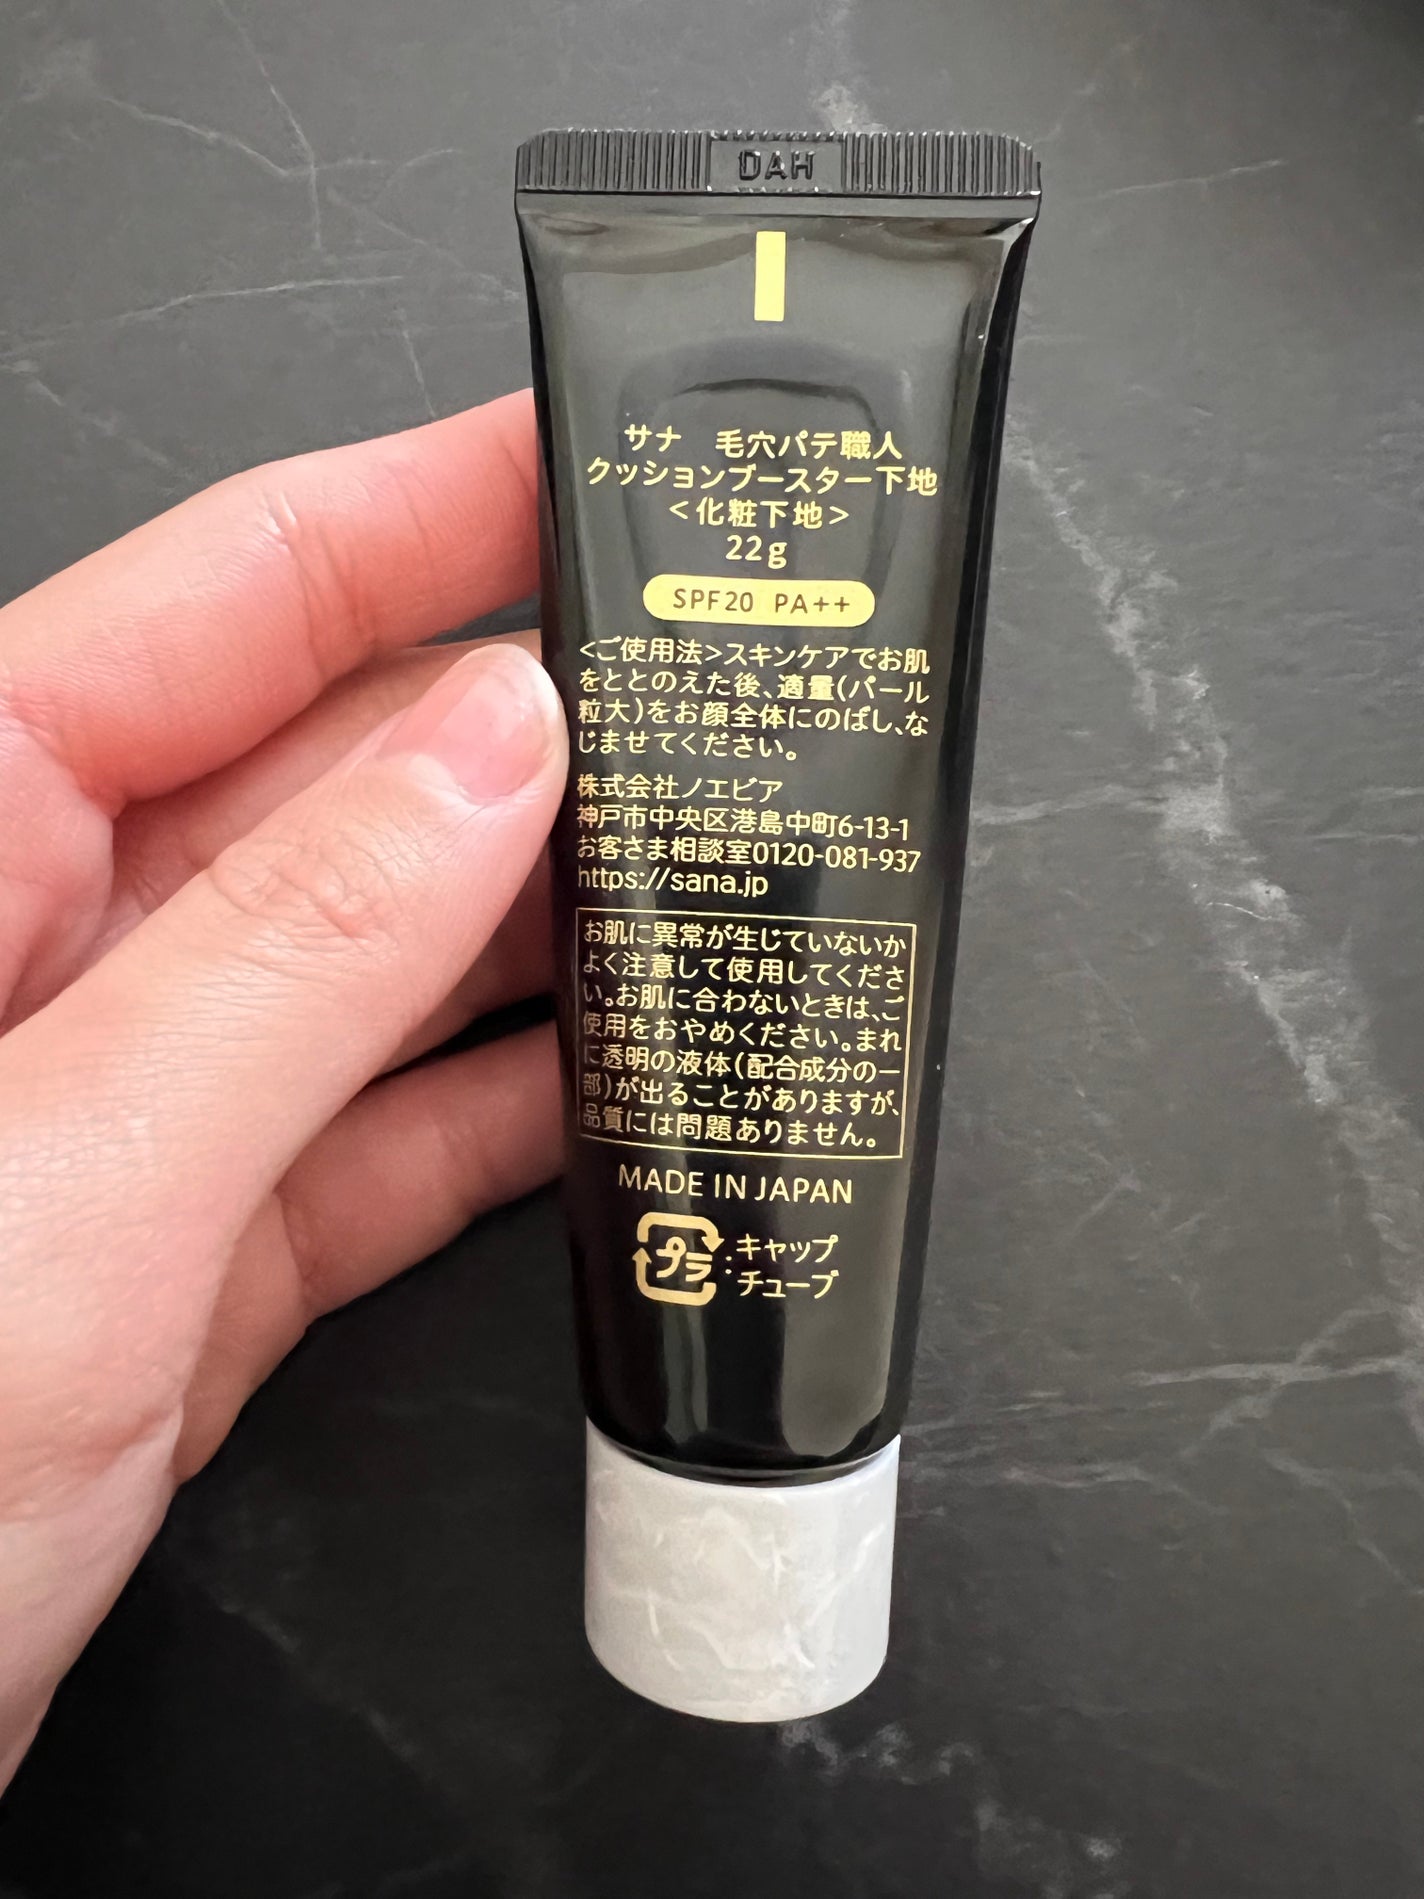 DAH
サナ　毛穴パテ職人
クッションブースター下地
<化粧下地>
22g
SPF20 PA++
<ご使用法>スキンケアでお肌
をととのえた後、適量(パール
粒大)をお顔全体にのばし、な
じませてください。
株式会社ノエビア
神戸市中央区港島中町6-13-1
お客さま相談室0120-081-937
https://sana.jp
お肌に異常が生じていないか
よく注意して使用してくださ
い。お肌に合わないときは、ご
使用をおやめください。まれ
に透明の液体(配合成分の一
部)が出ることがありますが、
品質には問題ありません。
MADE IN JAPAN
プラ : キャップ
チューブ